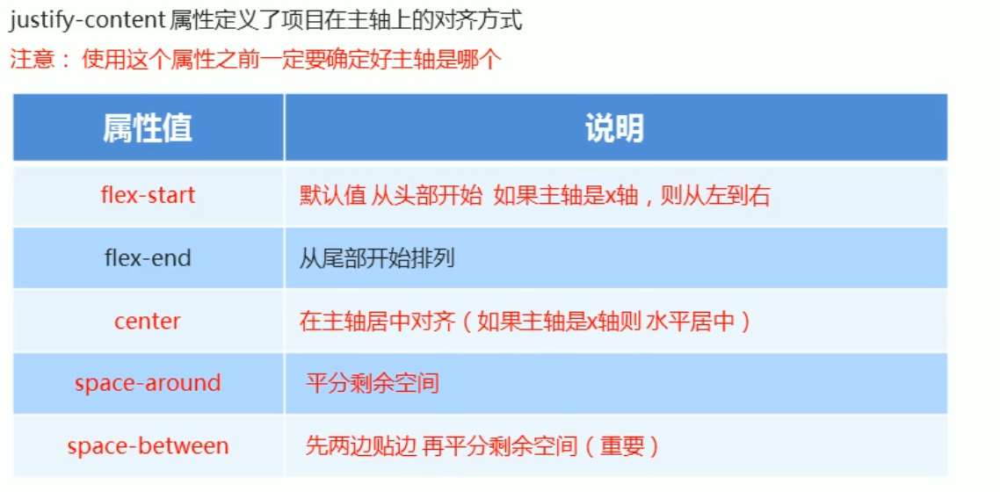 justify-content 属性定义了项目在主轴上的对齐方式
注意： 使用这个属性之前一定要确定好主轴是哪个
属性值 说明
flex-start 默认值 从头部开始 如果主轴是x轴，则从左到右
flex-end 从尾部开始排列
center 在主轴居中对齐（如果主轴是x轴则 水平居中）
space-around 平分剩余空间
space-between 先两边贴边 再平分剩余空间（重要）